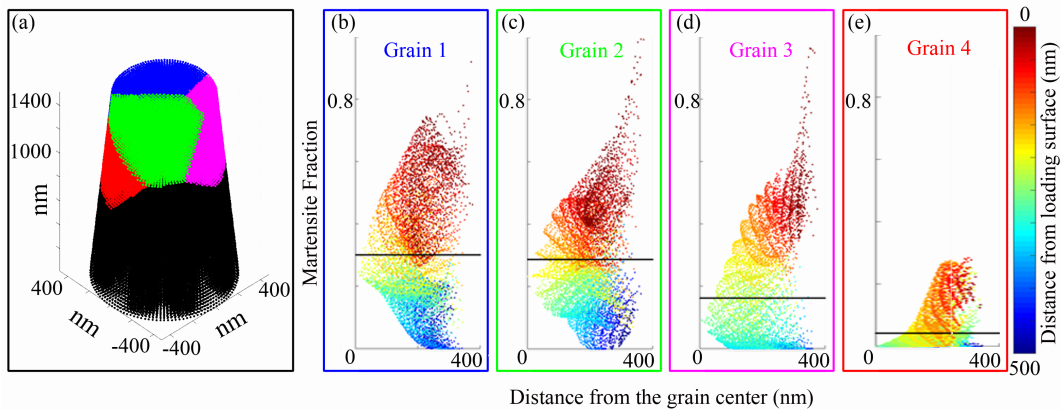 (a)
1400
1000
nm
400
nm
-400
-400
nm
400
(b)
Grain 1
0.8
Martensite Fraction
0
400
(c)
Grain 2
0.8
0
400
(d)
Grain 3
0.8
0
400
(e)
Grain 4
0.8
0
400
0
Distance from loading surface (nm)
500
Distance from the grain center (nm)